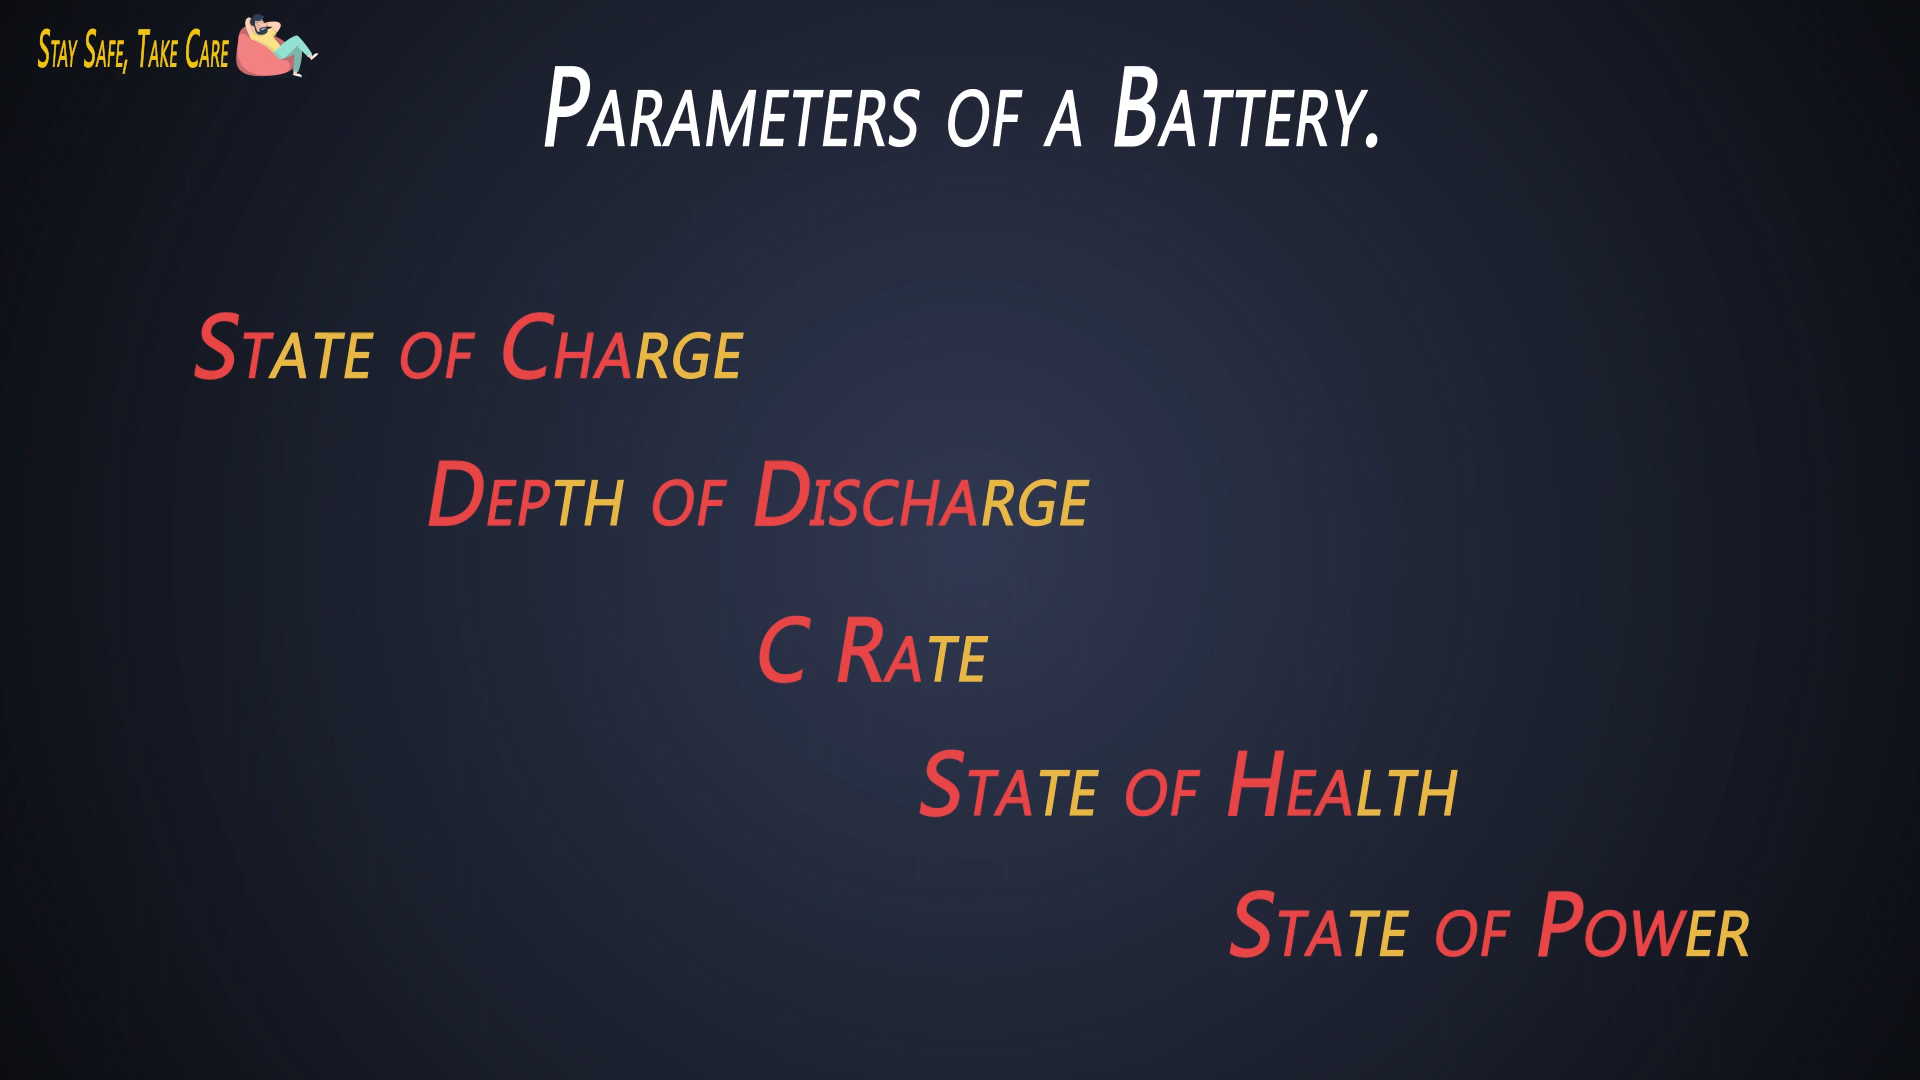 Stay Safe, Take Care
Parameters of a Battery.
State of Charge
Depth of Discharge
C Rate
State of Health
State of Power